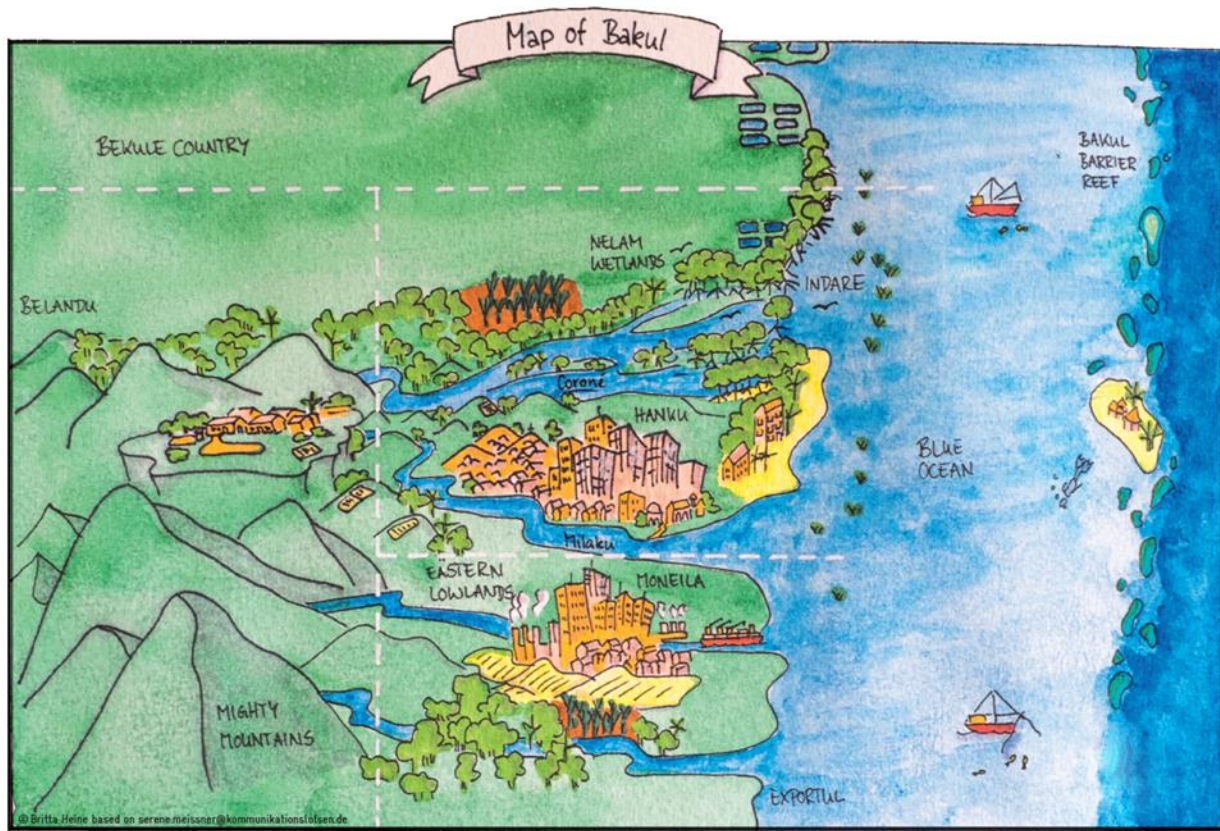 Map of Bakul
BEKULE COUNTRY
BAKUL
BARRIER
REEF
NELAM
WETLANDS
INDARE
BELANDU
Corone
HANKU
BLUE
OCEAN
Milaku
EASTERN
LOWLANDS
MONEILA
MIGHTY
MOUNTAINS
EXPORTUL
© Britta Heine based on serene.meissner@kommunikationslotsen.de